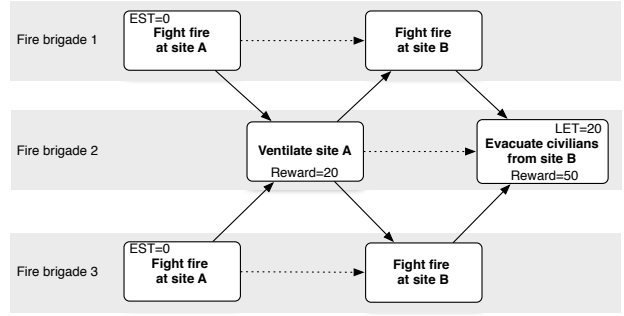 EST=0
Fire brigade 1
Fight fire
at site A
Fight fire
at site B
Fire brigade 2
Ventilate site A
Reward=20
LET=20
Evacuate civilians
from site B
Reward=50
EST=0
Fire brigade 3
Fight fire
at site A
Fight fire
at site B